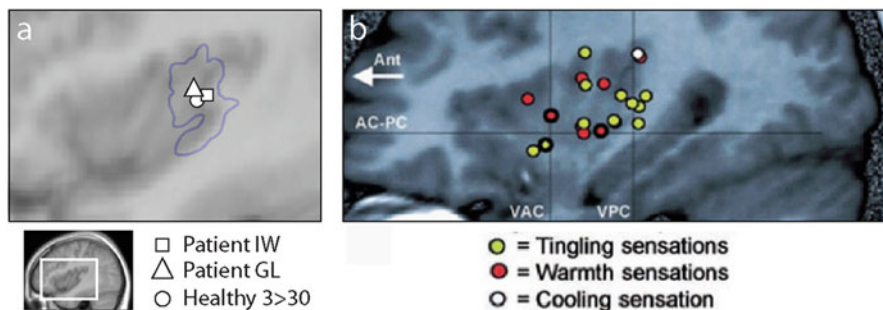 a
b
Ant
AC-PC
VAC
VPC
Patient IW
Patient GL
Healthy 3>30
= Tingling sensations
= Warmth sensations
= Cooling sensation